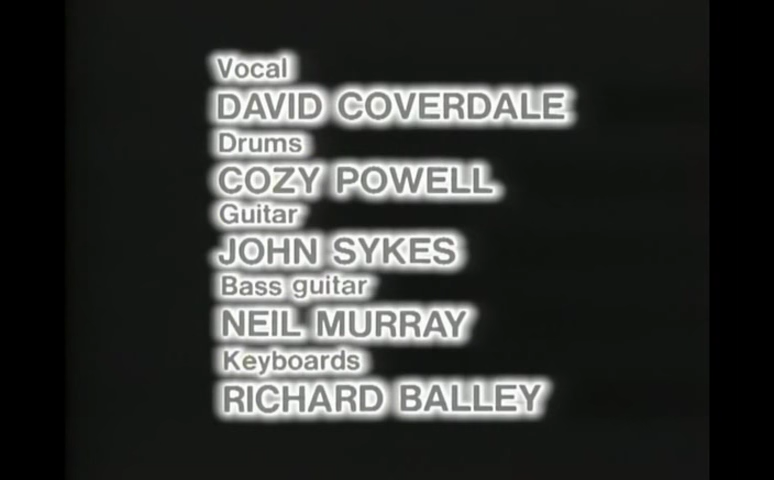 Vocal
DAVID COVERDALE
Drums
COZY POWELL
Guitar
JOHN SYKES
Bass guitar
NEIL MURRAY
Keyboards
RICHARD BALLEY